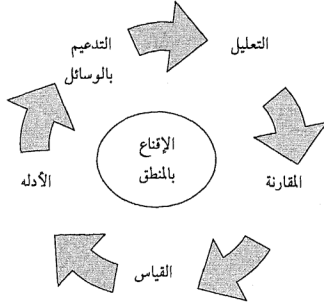 التعليل
التدعيم
بالوسائل
الإقناع
بالمنطق
المقارنة
الأدله
القياس